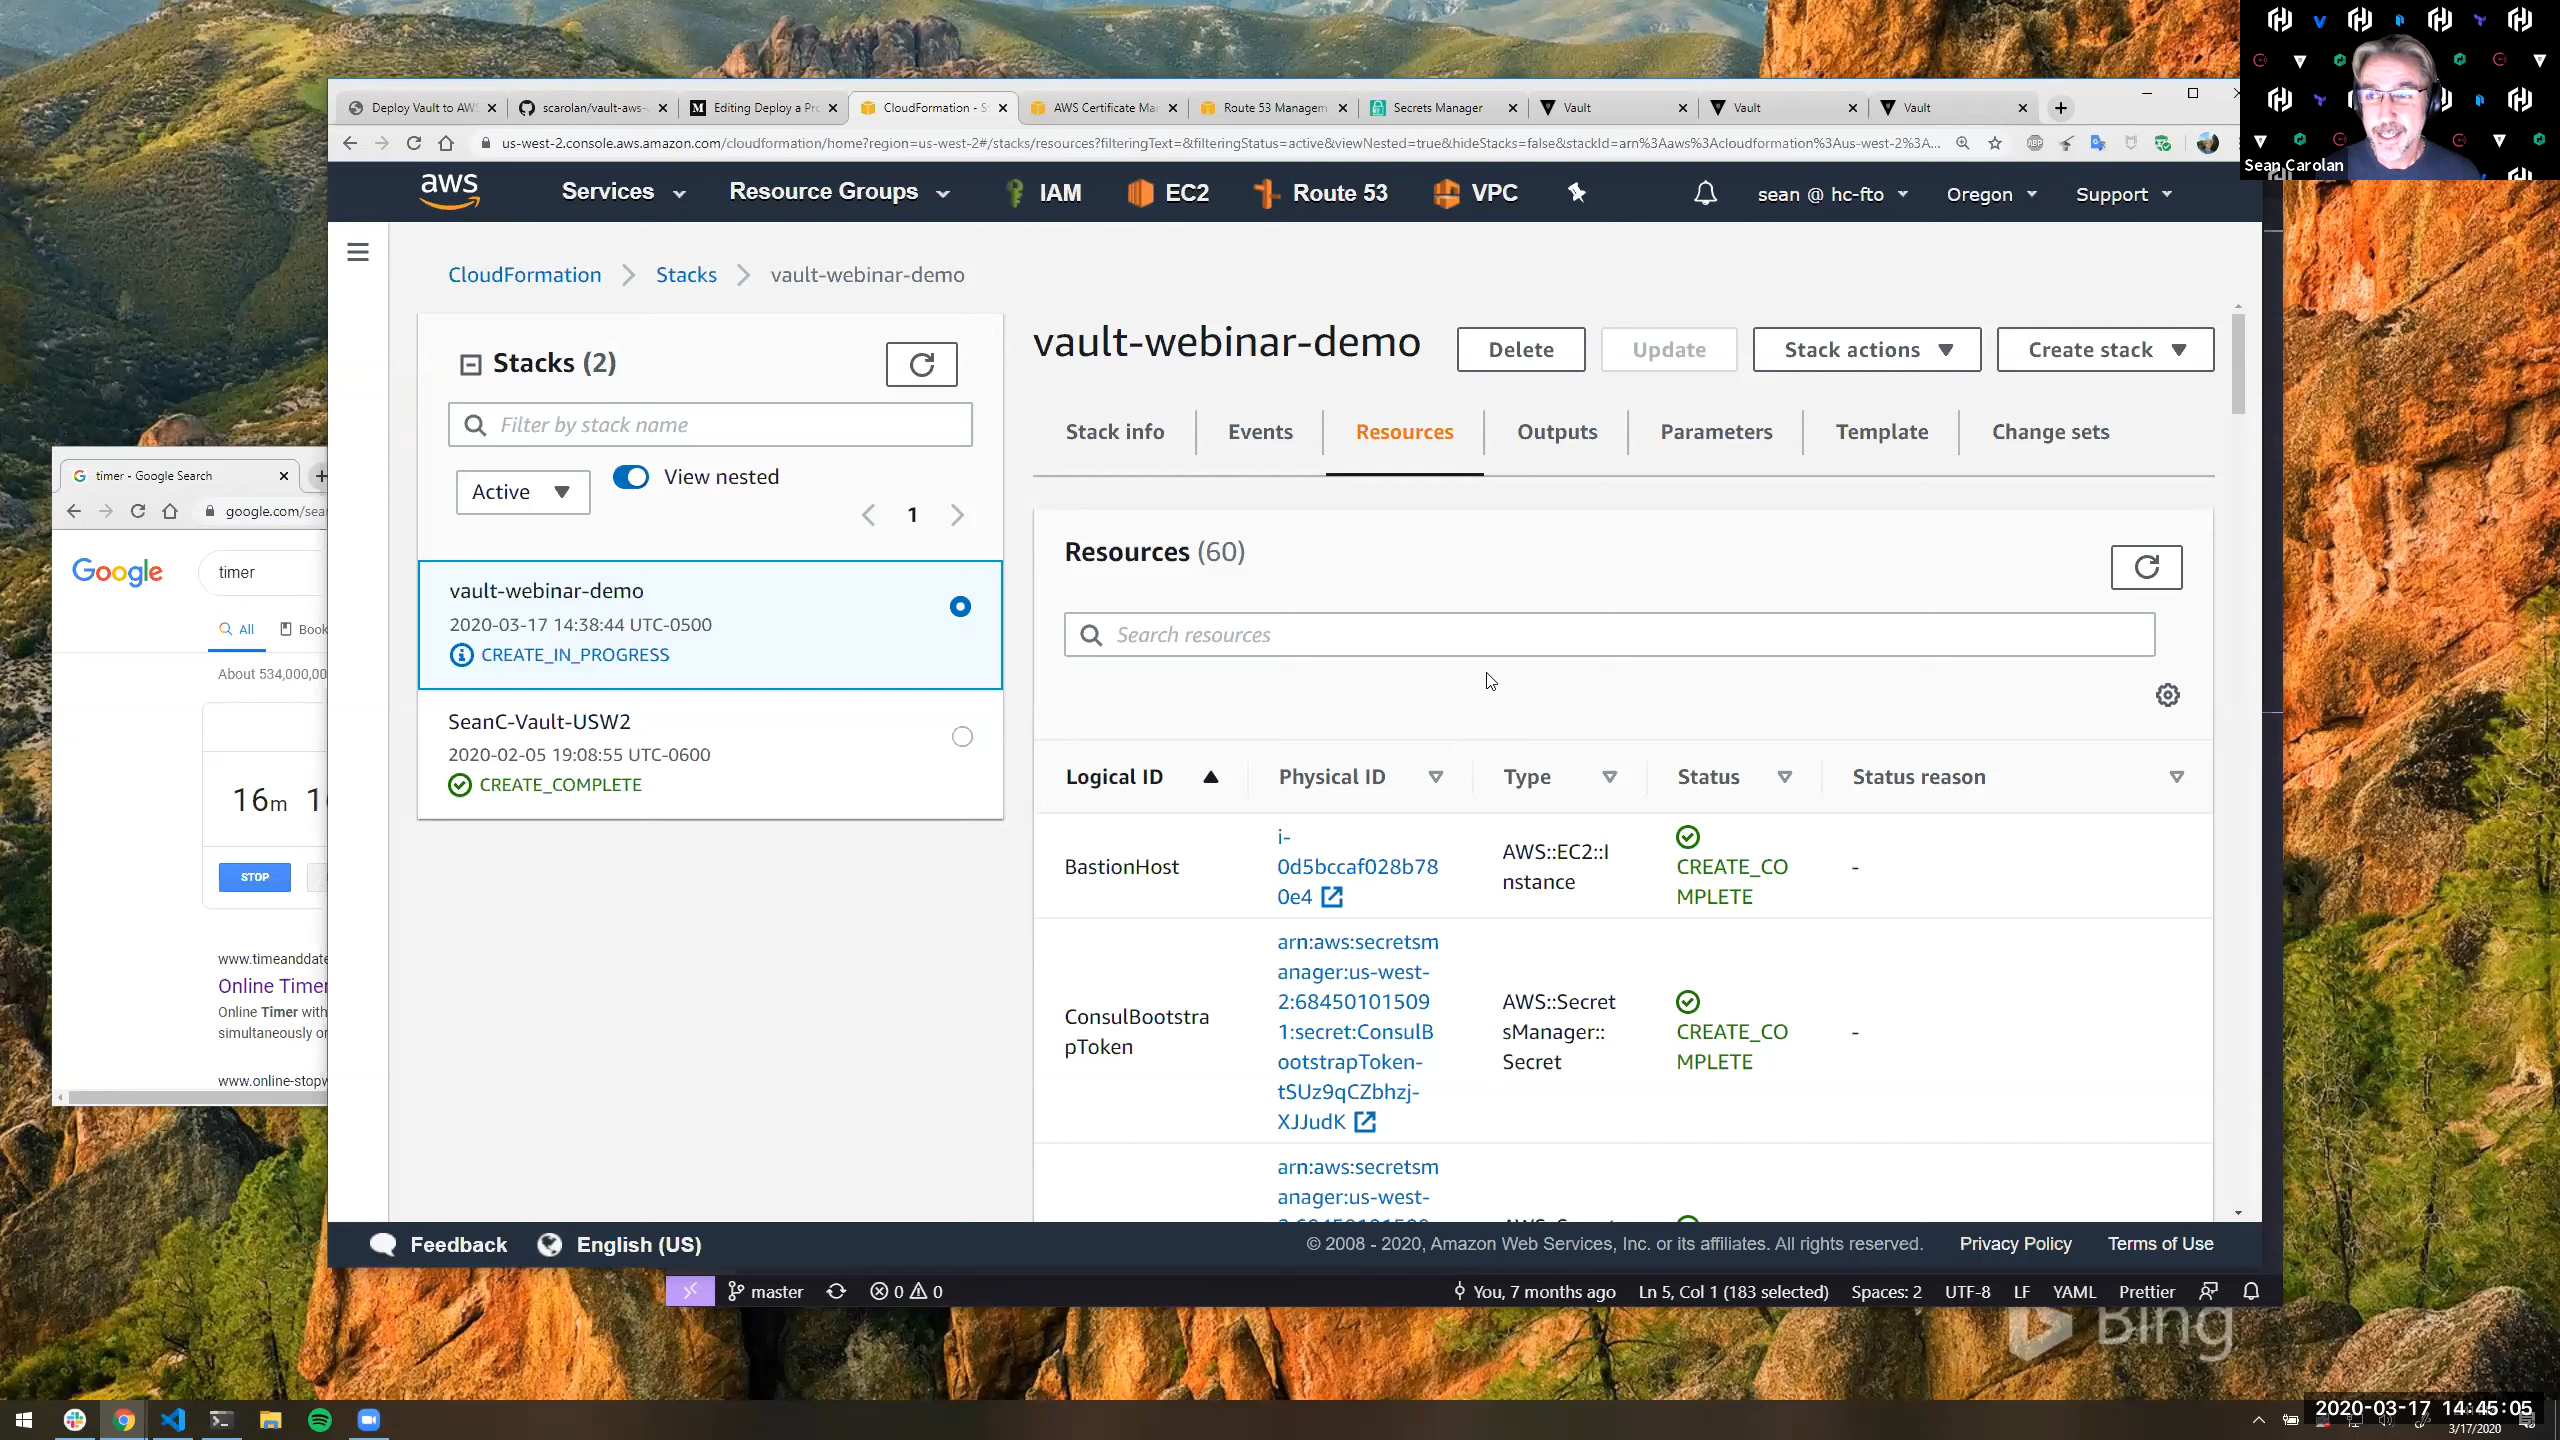 Deploy Vault to AWS
scarolan/vault-aws-
Editing Deploy a Pr
CloudFormation - S
AWS Certificate Ma
Route 53 Managem
Secrets Manager
Vault
Vault
Vault
us-west-2.console.aws.amazon.com/cloudformation/home?region=us-west-2#/stacks/resources?filteringText=&filteringStatus=active&viewNested=true&hideStacks=false&stackId=arn%3Aaws%3Acloudformation%3Aus-west-2%3A...
Sean Carolan
aws
Services
Resource Groups
IAM
EC2
Route 53
VPC
sean @ hc-fto
Oregon
Support
CloudFormation
Stacks
vault-webinar-demo
Stacks (2)
Filter by stack name
Active
View nested
1
vault-webinar-demo
2020-03-17 14:38:44 UTC-0500
CREATE_IN_PROGRESS
SeanC-Vault-USW2
2020-02-05 19:08:55 UTC-0600
CREATE_COMPLETE
vault-webinar-demo
Delete
Update
Stack actions
Create stack
Stack info
Events
Resources
Outputs
Parameters
Template
Change sets
Resources (60)
Search resources
Logical ID
Physical ID
Type
Status
Status reason
BastionHost
i-
0d5bccaf028b78
0e4
AWS::EC2::I
nstance
CREATE_CO
MPLETE
-
ConsulBootstra
pToken
arn:aws:secretsm
anager:us-west-
2:68450101509
1:secret:ConsulB
ootstrapToken-
tSUz9qCZbhzj-
XJJudK
AWS::Secret
sManager::
Secret
CREATE_CO
MPLETE
-
arn:aws:secretsm
anager:us-west-
Feedback
English (US)
© 2008 - 2020, Amazon Web Services, Inc. or its affiliates. All rights reserved.
Privacy Policy
Terms of Use
timer - Google Search
google.com/sea
Google
timer
All
Book
About 534,000,00
16m
STOP
www.timeanddate
Online Timer
Online Timer with
simultaneously or
www.online-stopw
master
0
0
You, 7 months ago
Ln 5, Col 1 (183 selected)
Spaces: 2
UTF-8
LF
YAML
Prettier
Bing
2020-03-17 14:45:05
3/17/2020